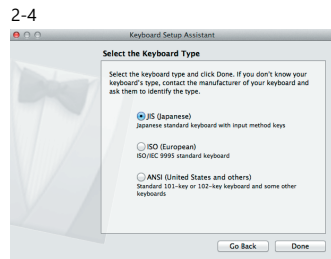 2-4
Keyboard Setup Assistant
Select the Keyboard Type
Select the keyboard type and click Done. If you don't know your
keyboard's type, contact the manufacturer of your keyboard and
ask them to identify the type.
JIS (Japanese)
Japanese standard keyboard with input method keys
ISO (European)
ISO/IEC 9995 standard keyboard
ANSI (United States and others)
Standard 101-key or 102-key keyboard and some other
keyboards
Go Back Done